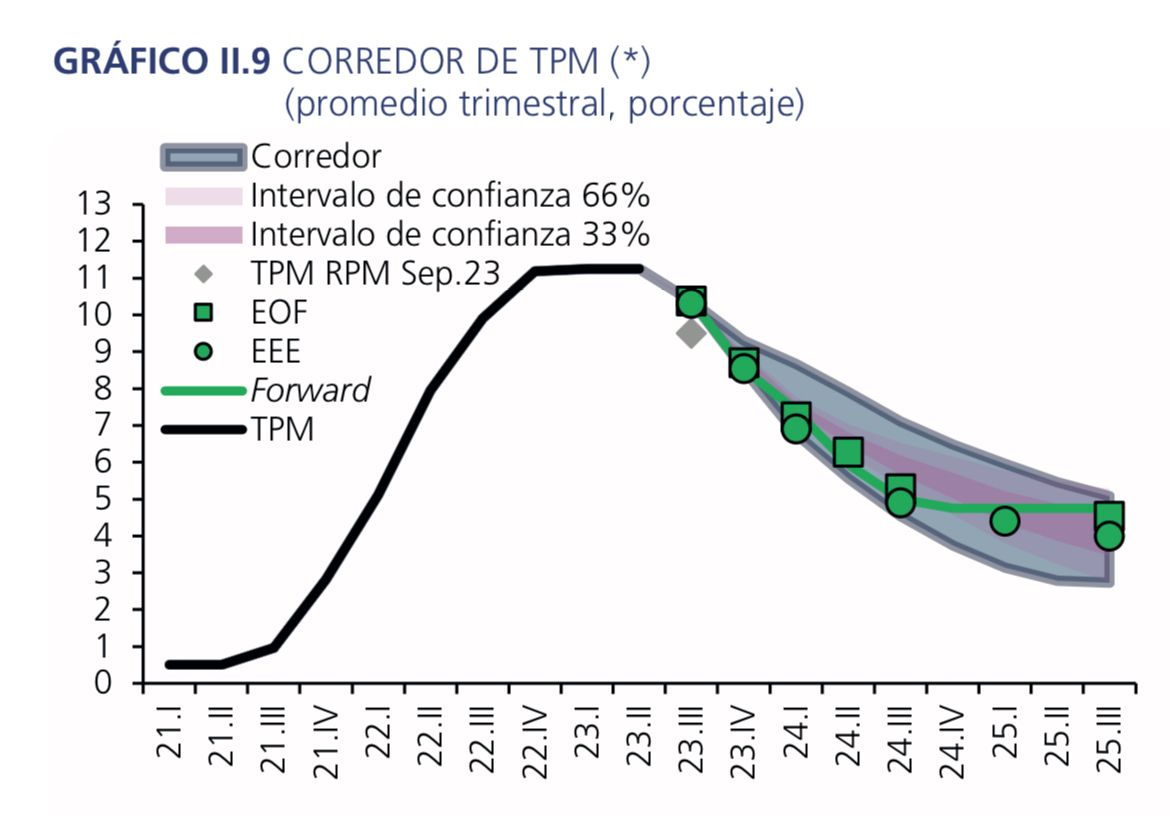 GRÁFICO II.9 CORREDOR DE TPM (*)
(promedio trimestral, porcentaje)
Corredor
Intervalo de confianza 66%
Intervalo de confianza 33%
TPM RPM Sep.23
EOF
EEE
Forward
TPM
13
12
11
10
9
8
7
6
5
4
3
2
1
0
21.I
21.II
21.III
21.IV
22.I
22.II
22.III
22.IV
23.I
23.II
23.III
23.IV
24.I
24.II
24.III
24.IV
25.I
25.II
25.III